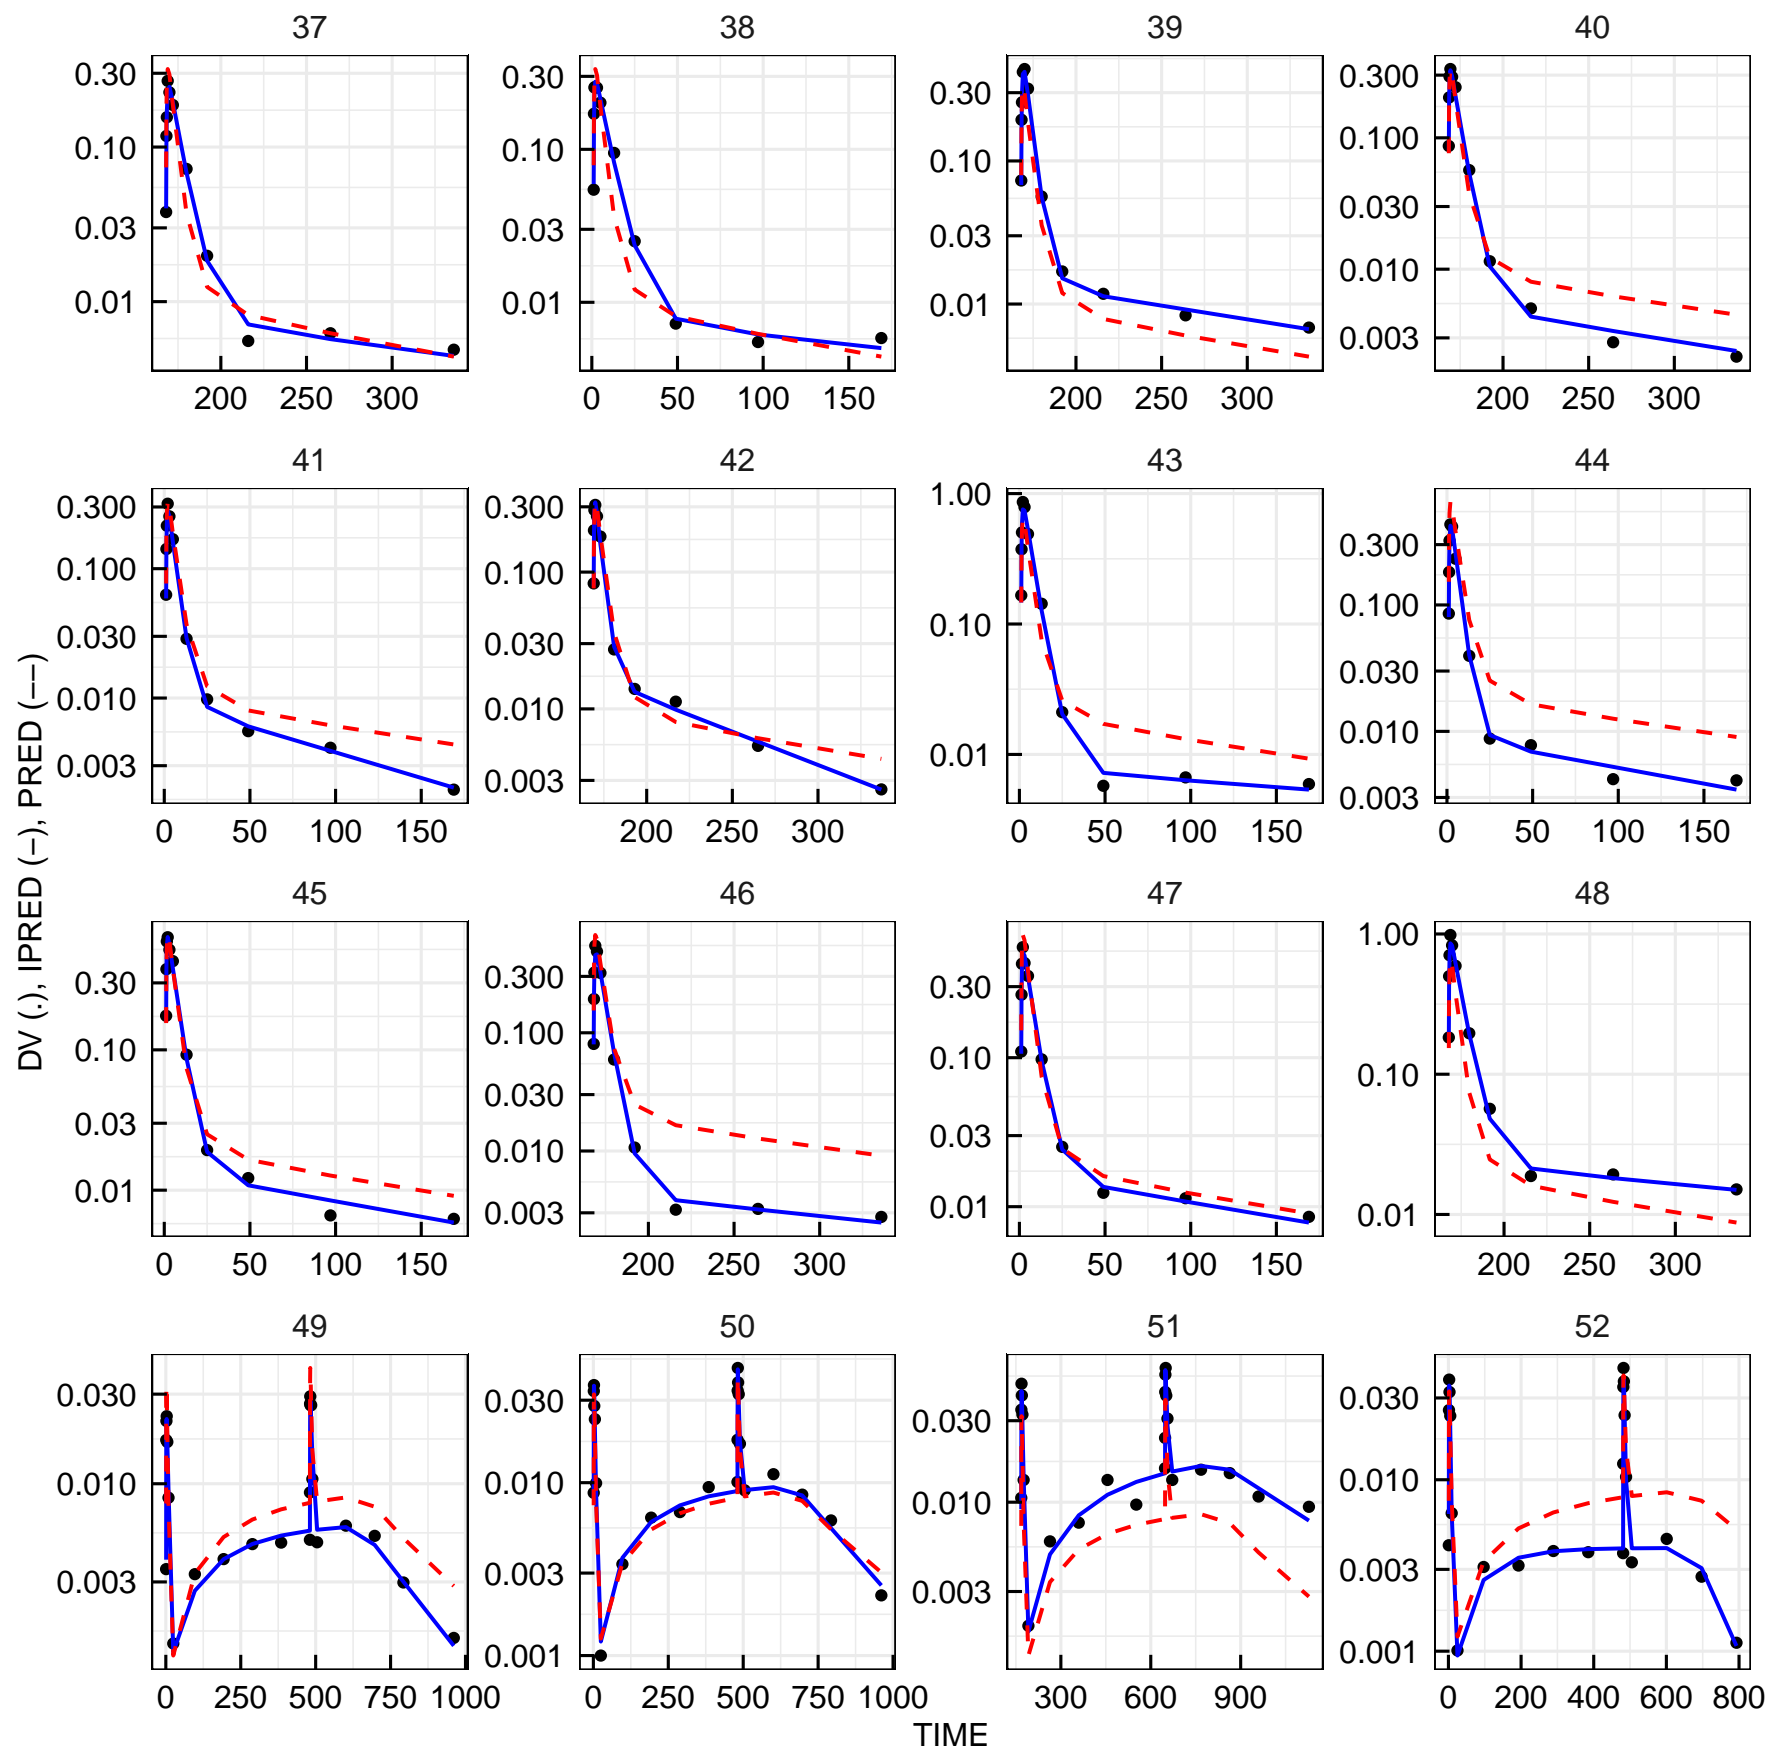 37 38 39 40
0.30 0.30 0.30 0.300
0.10 0.10 0.10 0.100
0.03 0.03 0.03 0.030
0.01 0.01 0.01 0.010
0.003
200 250 300 0 50 100 150 200 250 300 200 250 300
41 42 43 44
0.300 0.300 1.00 0.300
0.100 0.100 0.10 0.100
0.030 0.030 0.01 0.030
0.010 0.010 0.010
0.003 0.003 0.003
0 50 100 150 200 250 300 0 50 100 150 0 50 100 150
DV (.), IPRED (−), PRED (−−)
45 46 47 48
0.30 0.300 0.30 1.00
0.10 0.100 0.10 0.10
0.03 0.030 0.03 0.01
0.01 0.010 0.01
0.003
0 50 100 150 200 250 300 0 50 100 150 200 250 300
49 50 51 52
0.030 0.030 0.030 0.030
0.010 0.010 0.010 0.010
0.003 0.003 0.003 0.003
0.001 0.001
0 250 500 750 1000 0 250 500 750 1000 300 600 900 0 200 400 600 800
TIME